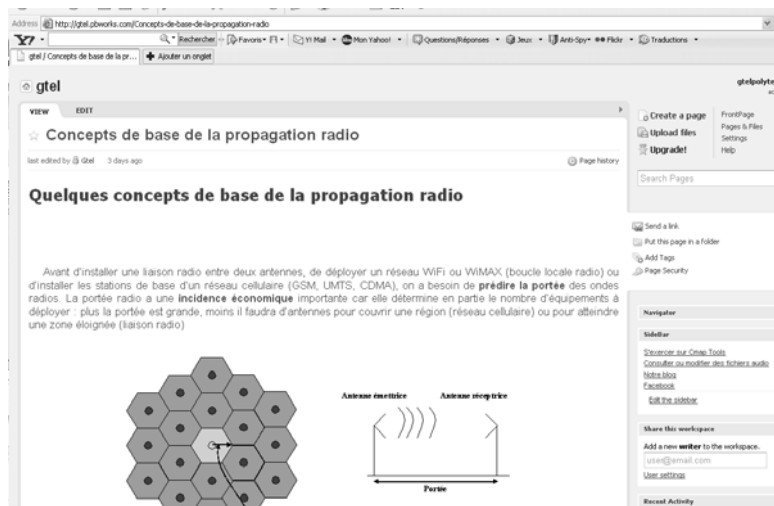 Address http://gtel.pbworks.com/Concepts-de-base-de-la-propagation-radio
Y7 Rechercher Favoris Y! Mail Mon Yahoo! Questions/Réponses Jeux Anti-Spy Flickr Traductions
gtel / Concepts de base de la pr... Ajouter un onglet
gtel
gtelpolyte
VIEW EDIT
Concepts de base de la propagation radio
last edited by Gtel 3 days ago Page history
Quelques concepts de base de la propagation radio
Avant d'installer une liaison radio entre deux antennes, de déployer un réseau WiFi ou WiMAX (boucle locale radio) ou
d'installer les stations de base d'un réseau cellulaire (GSM, UMTS, CDMA), on a besoin de prédire la portée des ondes
radios. La portée radio a une incidence économique importante car elle détermine en partie le nombre d'équipements à
déployer : plus la portée est grande, moins il faudra d'antennes pour couvrir une région (réseau cellulaire) ou pour atteindre
une zone éloignée (liaison radio)
Antenne émettrice Antenne réceptrice
Portée
Create a page
Upload files
Upgrade!
FrontPage
Pages & Files
Settings
Help
Search Pages
Send a link
Put this page in a folder
Add Tags
Page Security
Navigator
SideBar
S'exercer sur Cmap Tools
Consulter ou modifier des fichiers audio
Notre blog
Facebook
Edit the sidebar
Share this workspace
Add a new writer to the workspace.
user@email.com
User settings
Recent Activity